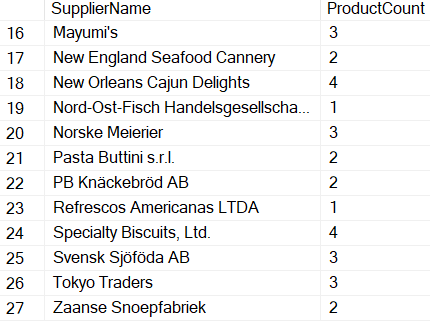 SupplierName ProductCount
16 Mayumi's 3
17 New England Seafood Cannery 2
18 New Orleans Cajun Delights 4
19 Nord-Ost-Fisch Handelsgesellscha... 1
20 Norske Meierier 3
21 Pasta Buttini s.r.l. 2
22 PB Knäckebröd AB 2
23 Refrescos Americanas LTDA 1
24 Specialty Biscuits, Ltd. 4
25 Svensk Sjöföda AB 3
26 Tokyo Traders 3
27 Zaanse Snoepfabriek 2